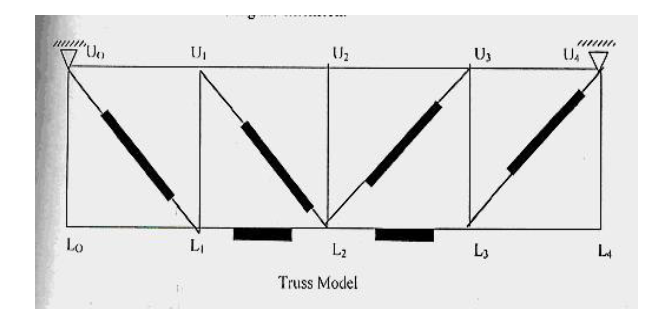 U₀ U₁ U₂ U₃ U₄
L₀ L₁ L₂ L₃ L₄
Truss Model